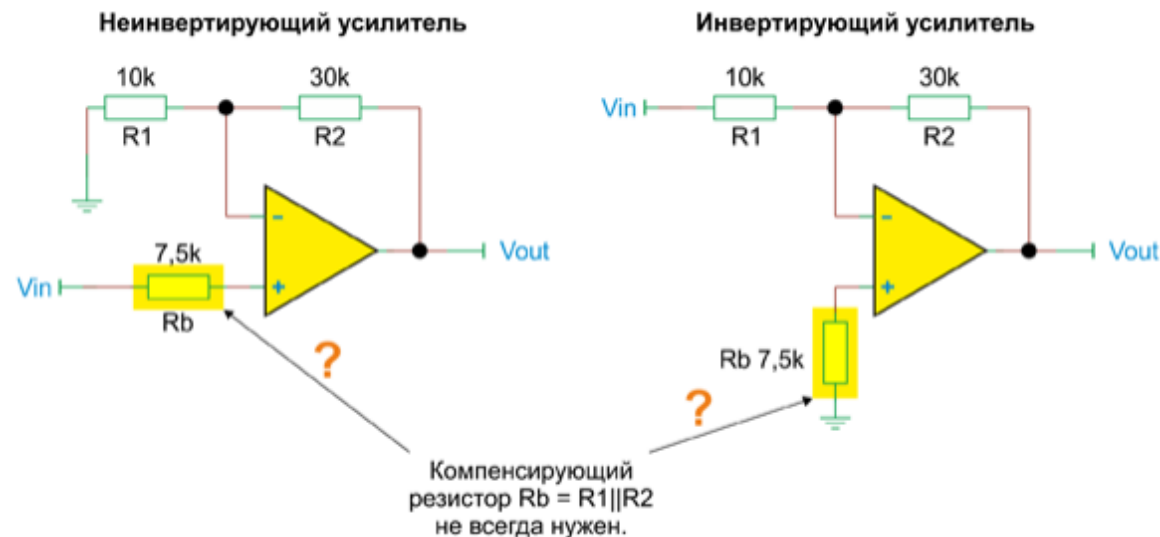 Неинвертирующий усилитель
10k
30k
R1
R2
-
+
7,5k
Vin
Rb
Vout
?
Инвертирующий усилитель
Vin
10k
30k
R1
R2
-
+
Vout
Rb 7,5k
?
Компенсирующий
резистор Rb = R1||R2
не всегда нужен.